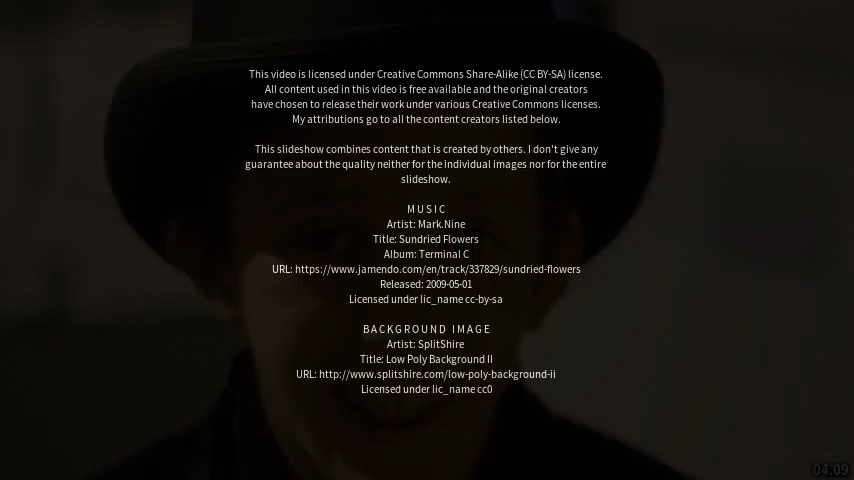 This video is licensed under Creative Commons Share-Alike (CC BY-SA) license.
All content used in this video is free available and the original creators
have chosen to release their work under various Creative Commons licenses.
My attributions go to all the content creators listed below.
This slideshow combines content that is created by others. I don't give any
guarantee about the quality neither for the individual images nor for the entire
slideshow.
MUSIC
Artist: Mark.Nine
Title: Sundried Flowers
Album: Terminal C
URL: https://www.jamendo.com/en/track/337829/sundried-flowers
Released: 2009-05-01
Licensed under lic_name cc-by-sa
BACKGROUND IMAGE
Artist: SplitShire
Title: Low Poly Background II
URL: http://www.splitshire.com/low-poly-background-ii
Licensed under lic_name cc0
04:09